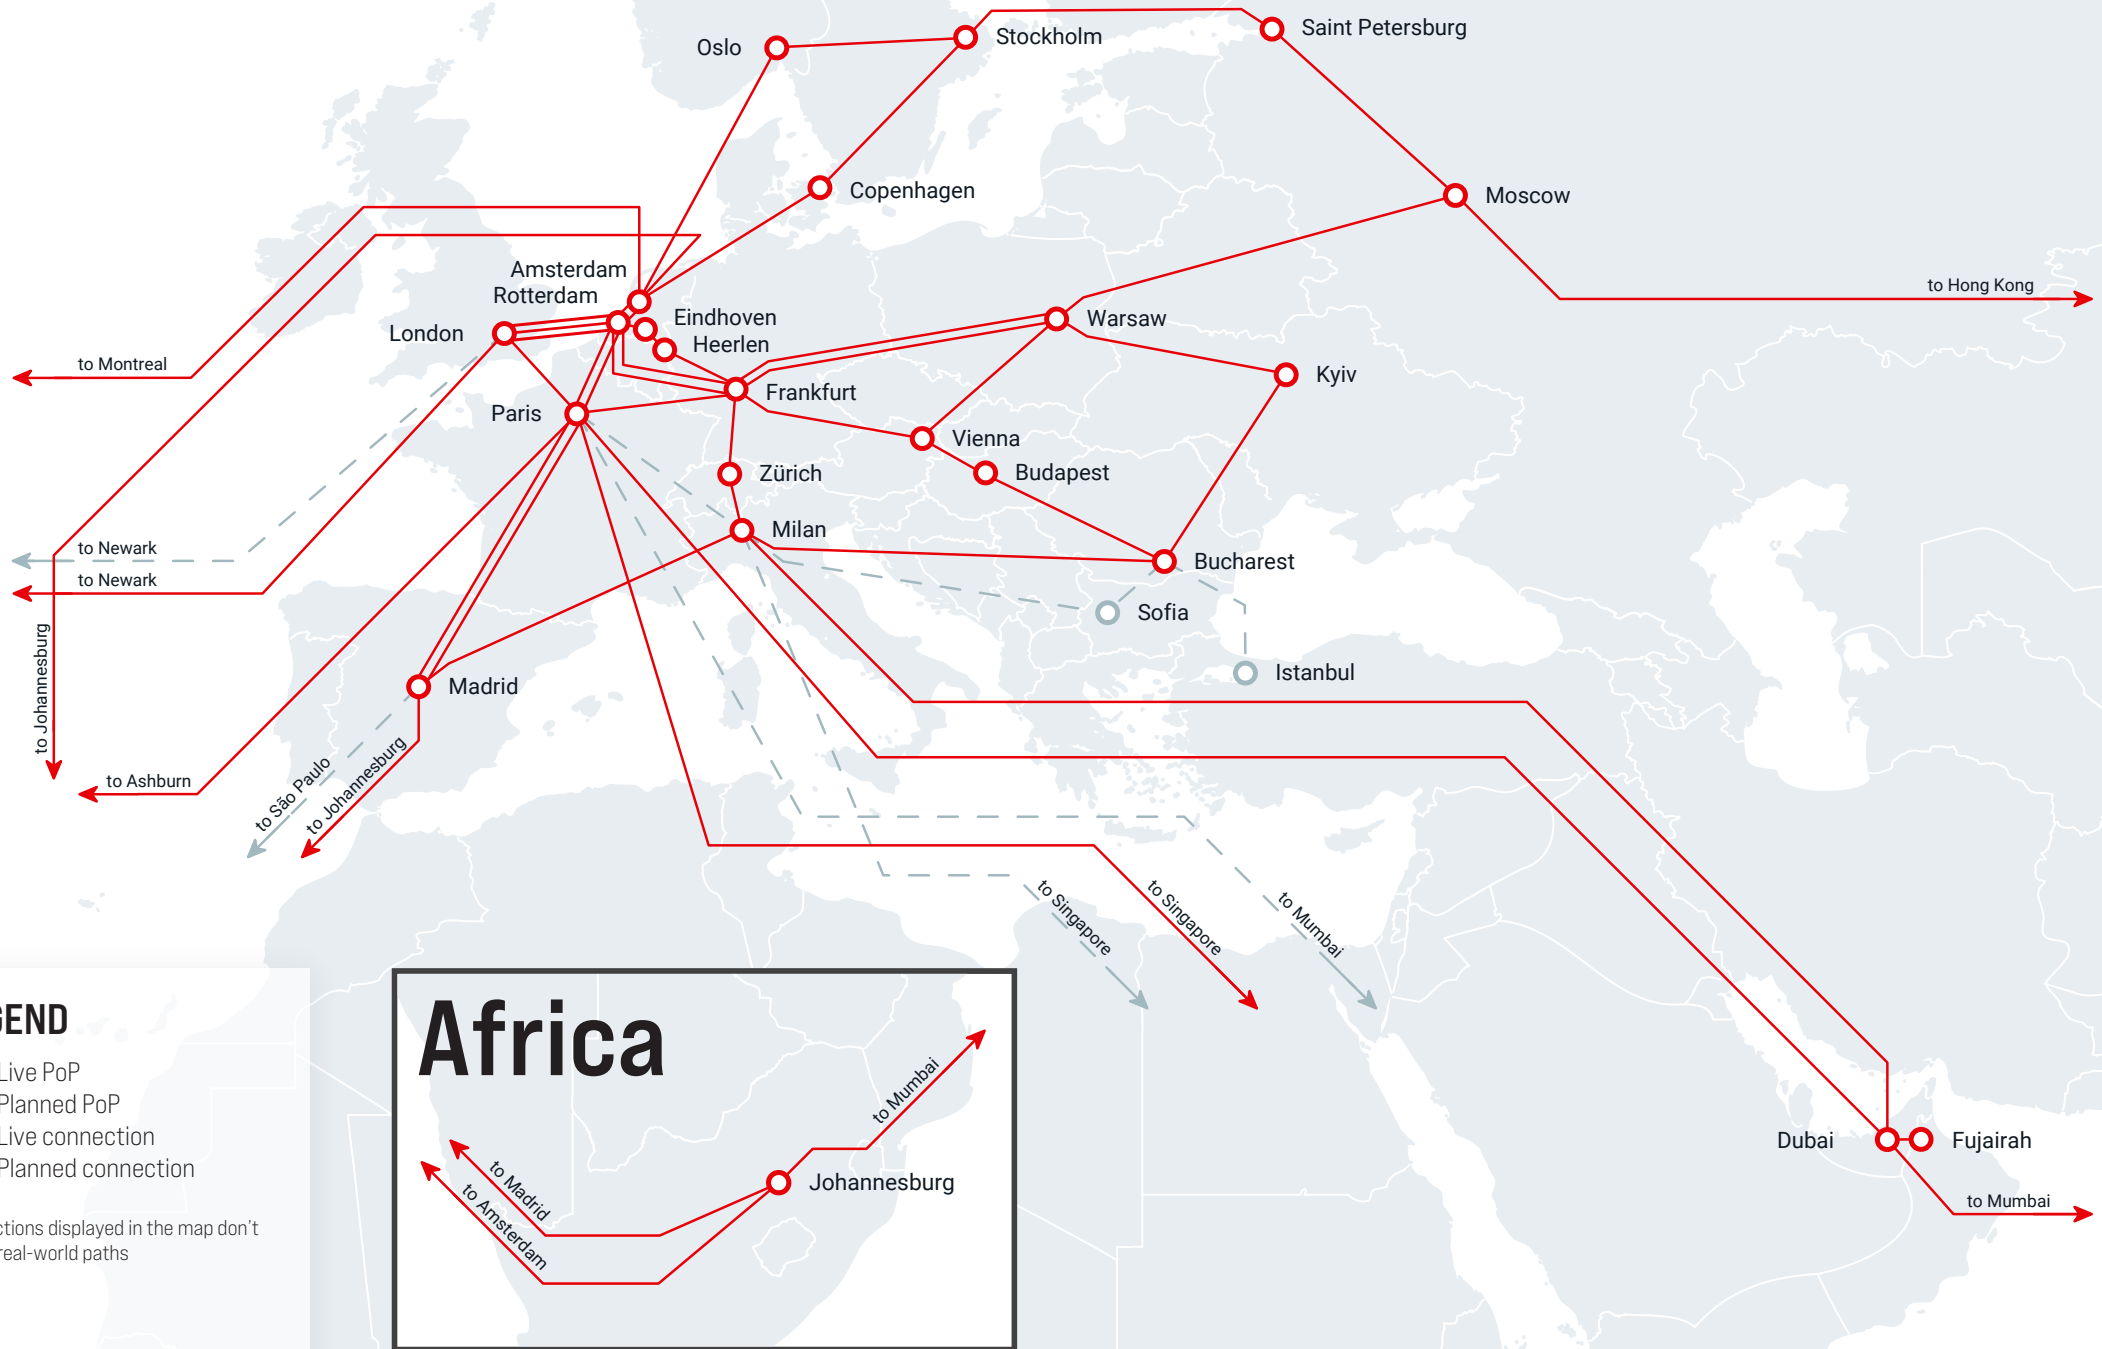 Oslo
Stockholm
Saint Petersburg
Copenhagen
Moscow
Amsterdam
Rotterdam
to Hong Kong
Eindhoven
London
Warsaw
Heerlen
to Montreal
Kyiv
Frankfurt
Paris
Vienna
Zürich
Budapest
Milan
to Newark
Bucharest
to Newark
Sofia
to Johannesburg
Istanbul
Madrid
to Ashburn
to São Paulo
to Johannesburg
to Singapore
to Singapore
to Mumbai
GEND
Live PoP
Planned PoP
Live connection
Planned connection
ctions displayed in the map don't
real-world paths
Africa
to Mumbai
to Madrid
to Amsterdam
Johannesburg
Dubai
Fujairah
to Mumbai